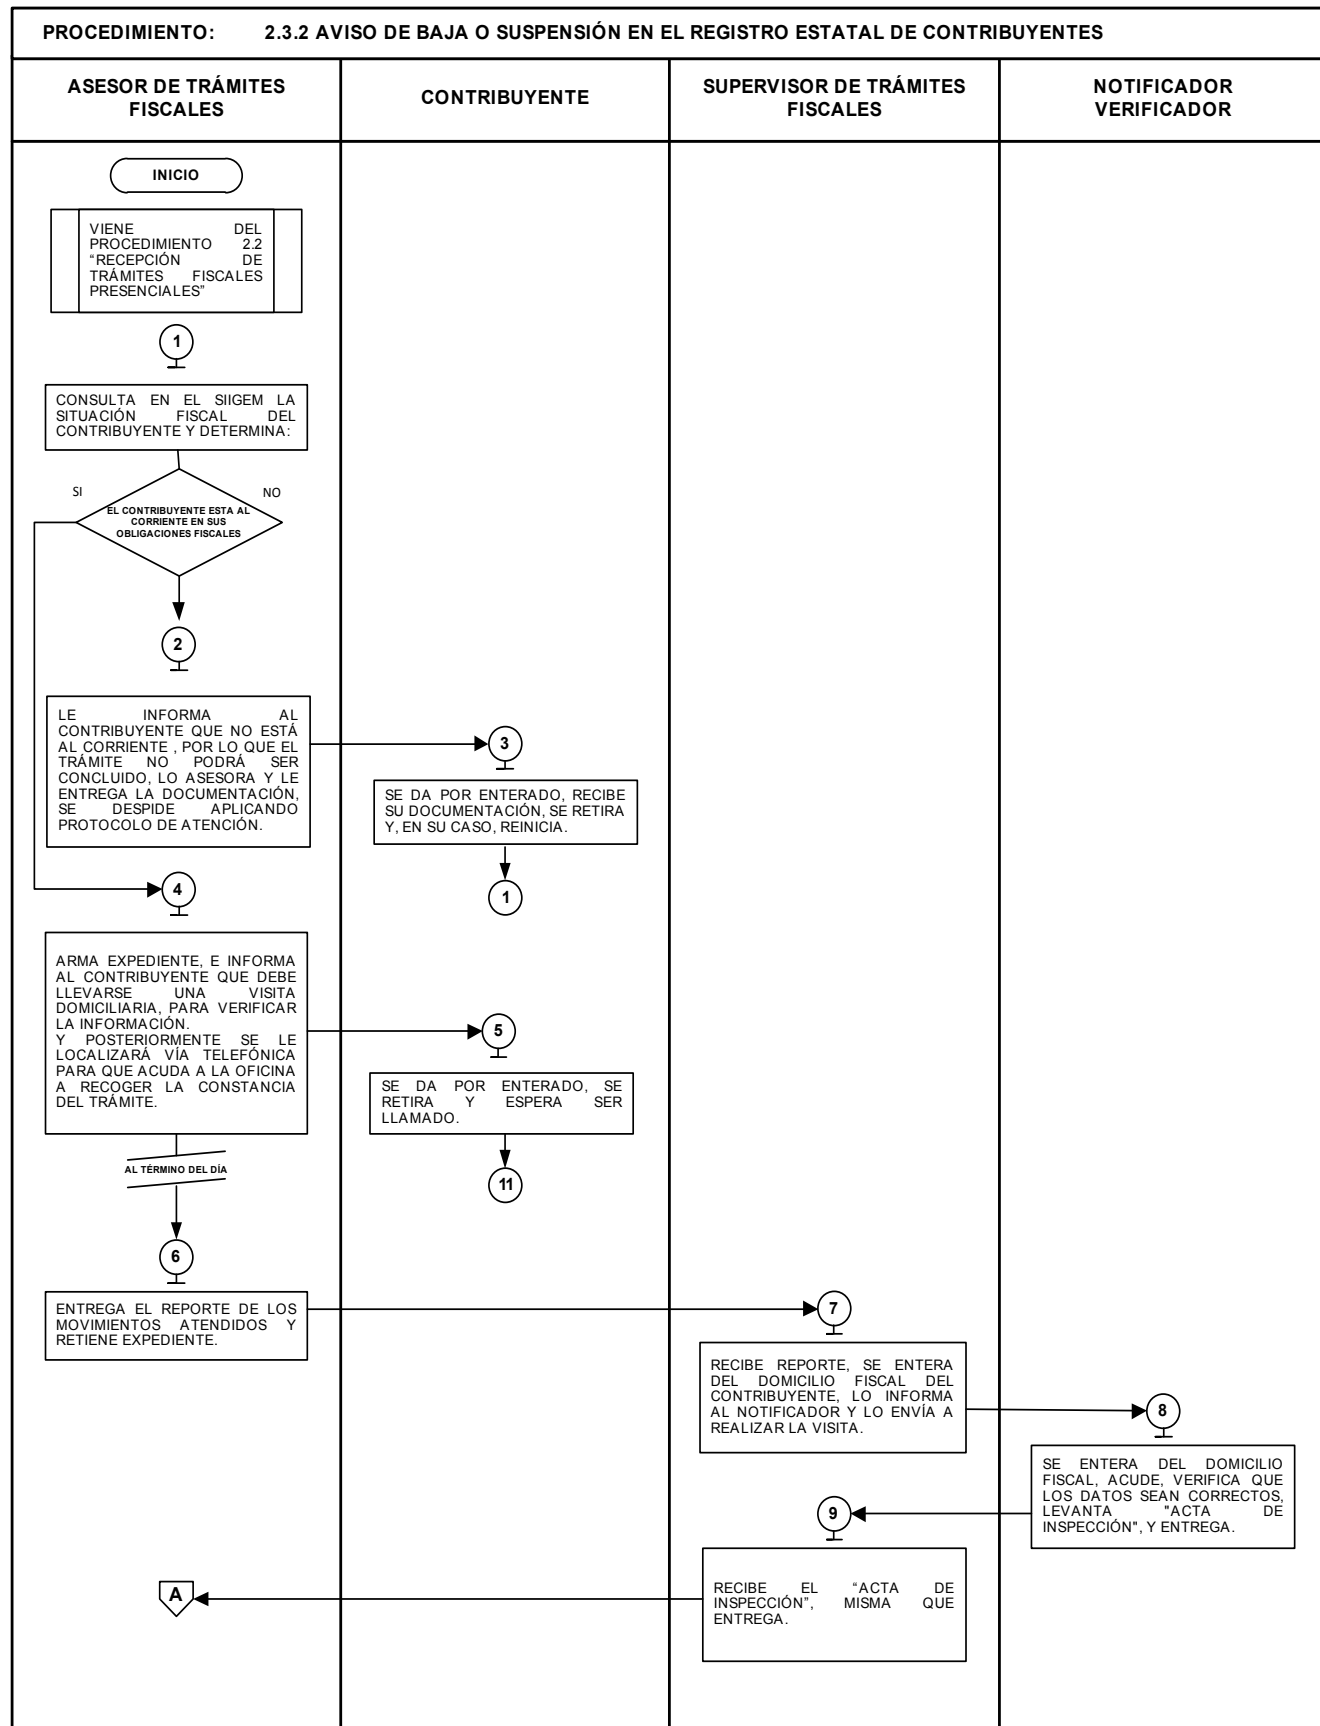 PROCEDIMIENTO: 2.3.2 AVISO DE BAJA O SUSPENSIÓN EN EL REGISTRO ESTATAL DE CONTRIBUYENTES
ASESOR DE TRÁMITES
FISCALES
CONTRIBUYENTE
SUPERVISOR DE TRÁMITES
FISCALES
NOTIFICADOR
VERIFICADOR
INICIO
VIENE DEL
PROCEDIMIENTO 2.2
“RECEPCIÓN DE
TRÁMITES FISCALES
PRESENCIALES”
1
CONSULTA EN EL SIIGEM LA
SITUACIÓN FISCAL DEL
CONTRIBUYENTE Y DETERMINA:
SI
NO
EL CONTRIBUYENTE ESTA AL
CORRIENTE EN SUS
OBLIGACIONES FISCALES
2
LE INFORMA AL
CONTRIBUYENTE QUE NO ESTÁ
AL CORRIENTE , POR LO QUE EL
TRÁMITE NO PODRÁ SER
CONCLUIDO, LO ASESORA Y LE
ENTREGA LA DOCUMENTACIÓN,
SE DESPIDE APLICANDO
PROTOCOLO DE ATENCIÓN.
3
SE DA POR ENTERADO, RECIBE
SU DOCUMENTACIÓN, SE RETIRA
Y, EN SU CASO, REINICIA.
1
4
ARMA EXPEDIENTE, E INFORMA
AL CONTRIBUYENTE QUE DEBE
LLEVARSE UNA VISITA
DOMICILIARIA, PARA VERIFICAR
LA INFORMACIÓN.
Y POSTERIORMENTE SE LE
LOCALIZARÁ VÍA TELEFÓNICA
PARA QUE ACUDA A LA OFICINA
A RECOGER LA CONSTANCIA
DEL TRÁMITE.
5
SE DA POR ENTERADO, SE
RETIRA Y ESPERA SER
LLAMADO.
11
AL TÉRMINO DEL DÍA
6
ENTREGA EL REPORTE DE LOS
MOVIMIENTOS ATENDIDOS Y
RETIENE EXPEDIENTE.
7
RECIBE REPORTE, SE ENTERA
DEL DOMICILIO FISCAL DEL
CONTRIBUYENTE, LO INFORMA
AL NOTIFICADOR Y LO ENVÍA A
REALIZAR LA VISITA.
8
SE ENTERA DEL DOMICILIO
FISCAL, ACUDE, VERIFICA QUE
LOS DATOS SEAN CORRECTOS,
LEVANTA "ACTA DE
INSPECCIÓN", Y ENTREGA.
9
RECIBE EL “ACTA DE
INSPECCIÓN”, MISMA QUE
ENTREGA.
A